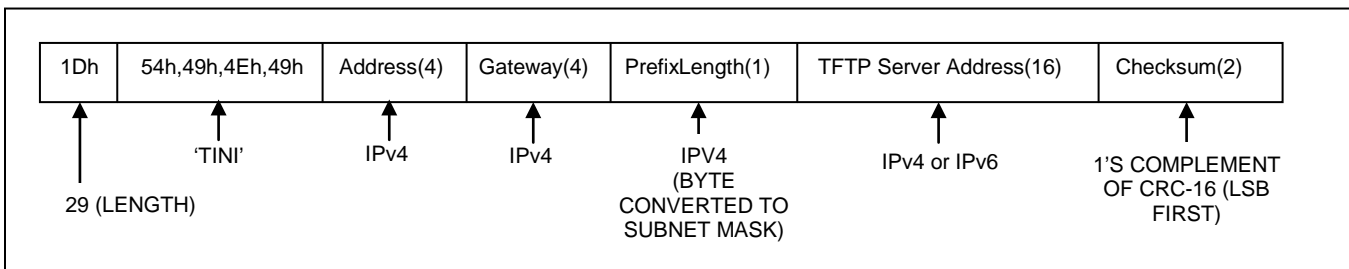 1Dh 54h,49h,4Eh,49h Address(4) Gateway(4) PrefixLength(1) TFTP Server Address(16) Checksum(2)
‘TINI’ IPv4 IPv4 IPV4 IPv4 or IPv6 1’S COMPLEMENT
(BYTE OF CRC-16 (LSB
29 (LENGTH) CONVERTED TO FIRST)
SUBNET MASK)